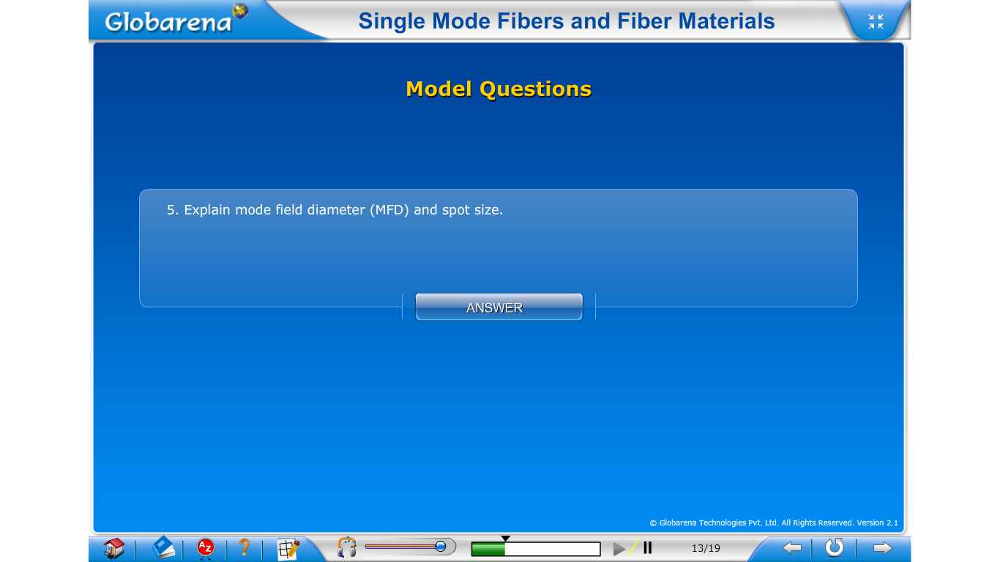 Globarena
Single Mode Fibers and Fiber Materials
Model Questions
5. Explain mode field diameter (MFD) and spot size.
ANSWER
© Globarena Technologies Pvt. Ltd. All Rights Reserved. Version 2.1
A Z
?
13/19